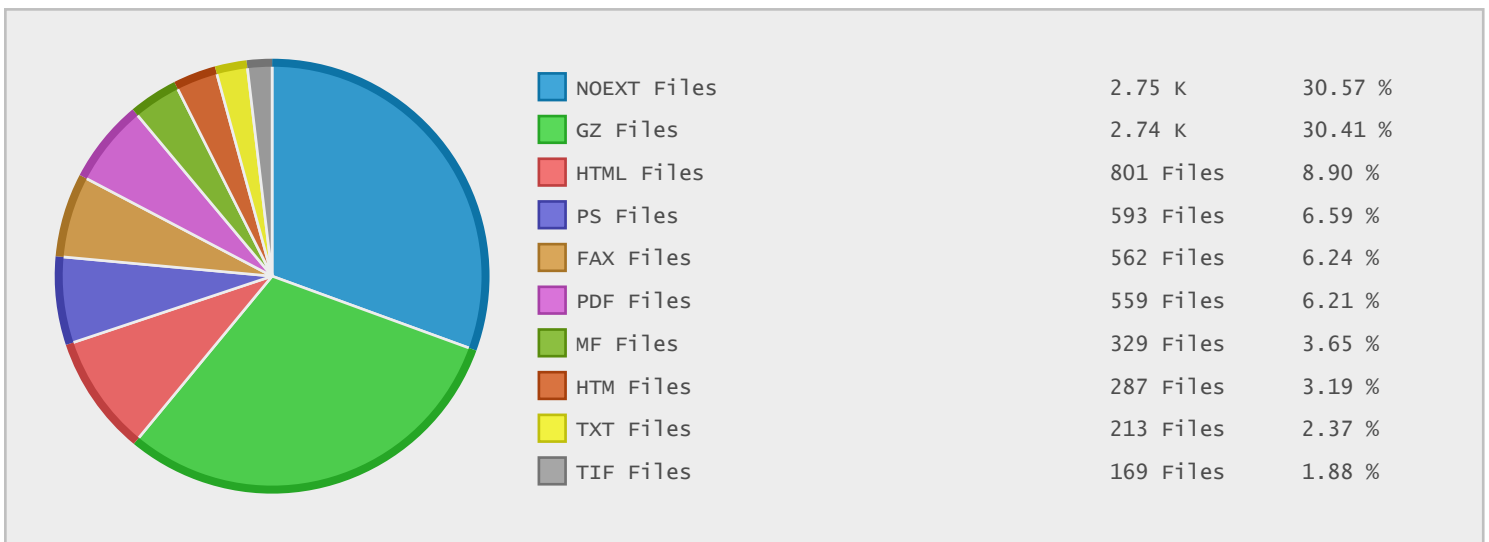 NOEXT Files 2.75 K 30.57 %
GZ Files 2.74 K 30.41 %
HTML Files 801 Files 8.90 %
PS Files 593 Files 6.59 %
FAX Files 562 Files 6.24 %
PDF Files 559 Files 6.21 %
MF Files 329 Files 3.65 %
HTM Files 287 Files 3.19 %
TXT Files 213 Files 2.37 %
TIF Files 169 Files 1.88 %